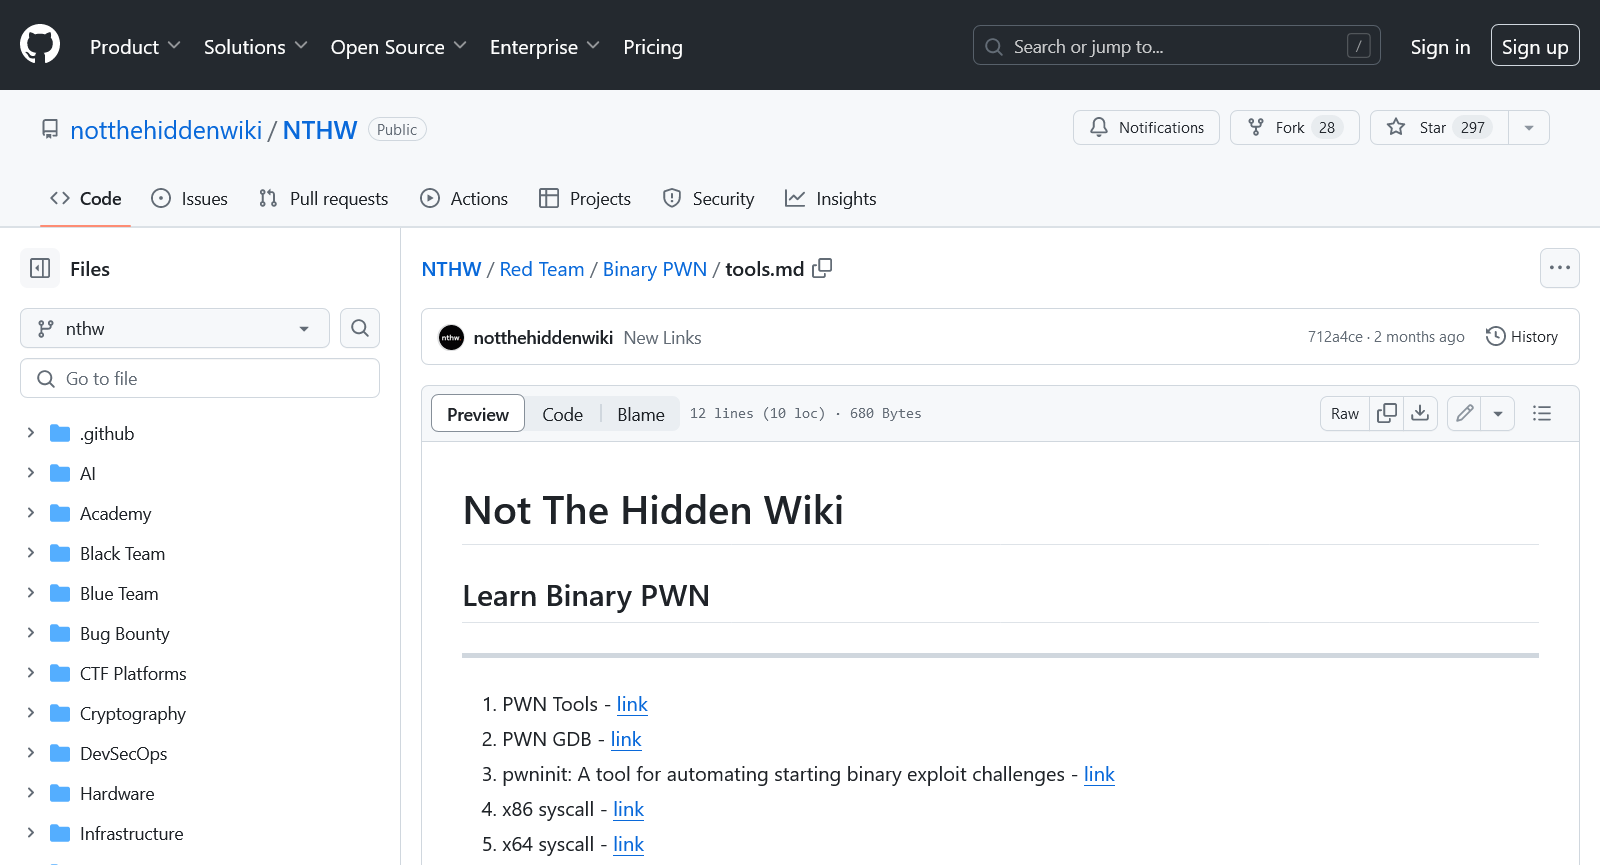 Product Solutions Open Source Enterprise Pricing Search or jump to... / Sign in Sign up
notthehiddenwiki / NTHW Public Notifications Fork 28 Star 297
Code Issues Pull requests Actions Projects Security Insights
Files
nthw
Go to file
.github
AI
Academy
Black Team
Blue Team
Bug Bounty
CTF Platforms
Cryptography
DevSecOps
Hardware
Infrastructure
NTHW / Red Team / Binary PWN / tools.md
nthw notthehiddenwiki New Links 712a4ce · 2 months ago History
Preview Code Blame 12 lines (10 loc) · 680 Bytes Raw
Not The Hidden Wiki
Learn Binary PWN
1. PWN Tools - link
2. PWN GDB - link
3. pwninit: A tool for automating starting binary exploit challenges - link
4. x86 syscall - link
5. x64 syscall - link